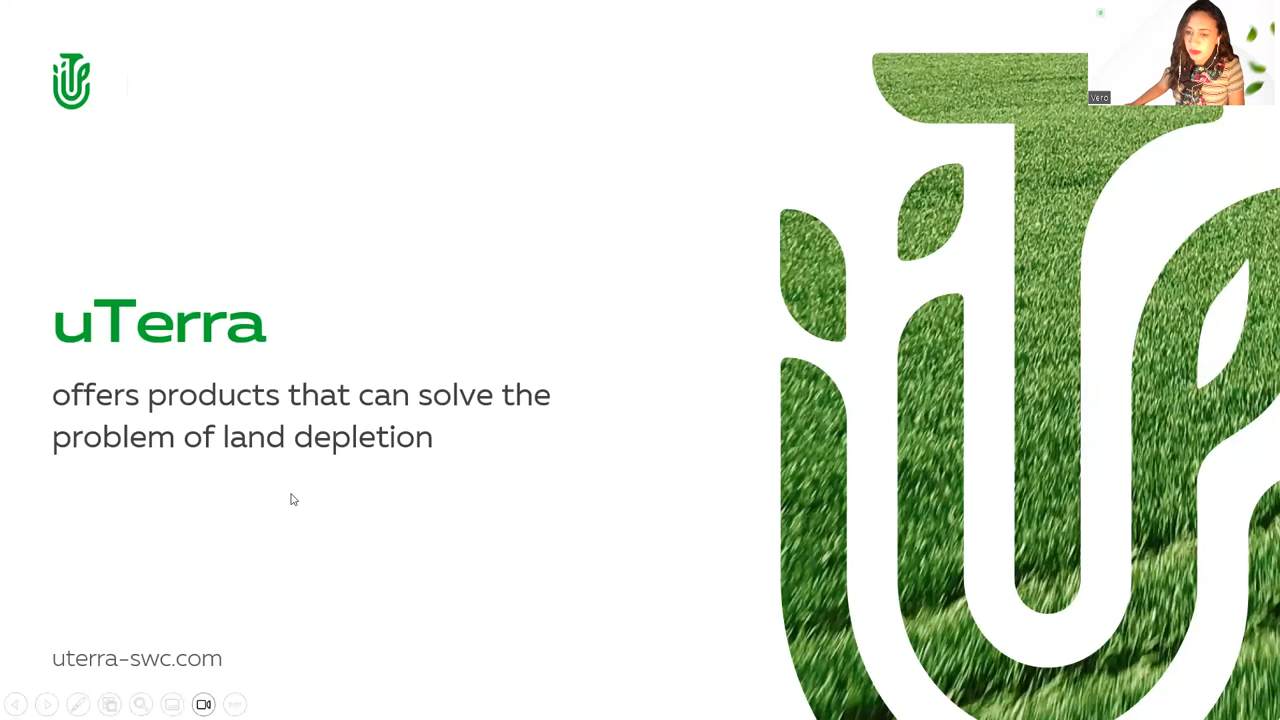 Vero
uTerra
offers products that can solve the
problem of land depletion
uterra-swc.com